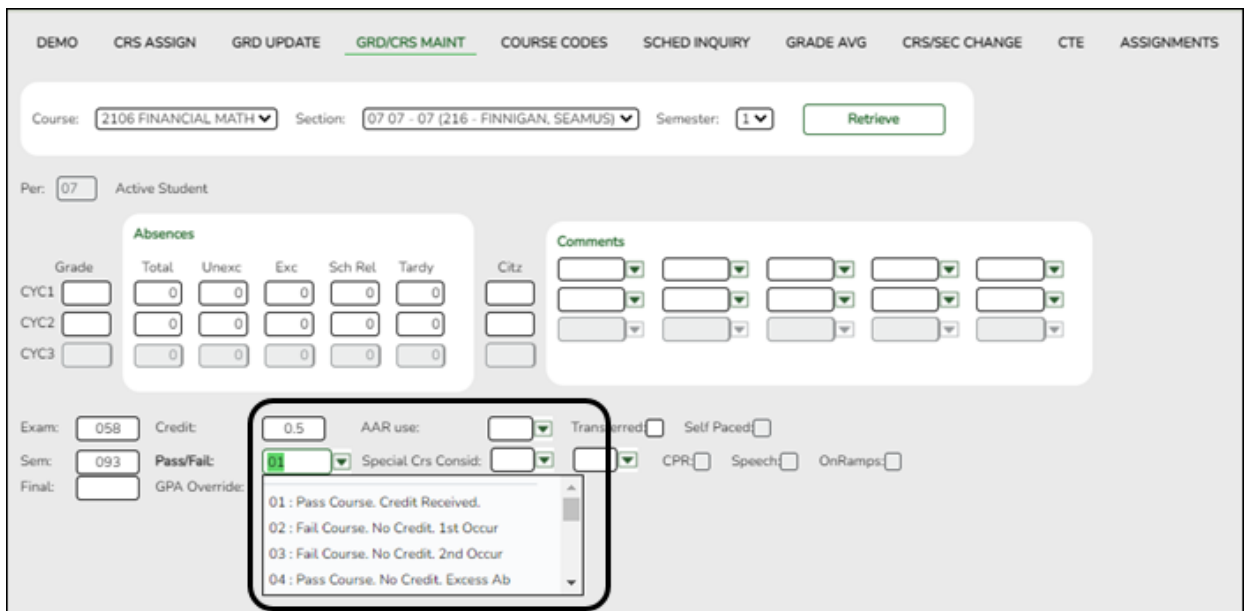 DEMO CRS ASSIGN GRD UPDATE GRD/CRS MAINT COURSE CODES SCHED INQUIRY GRADE AVG CRS/SEC CHANGE CTE ASSIGNMENTS
Course: 2106 FINANCIAL MATH Section: 07 07 - 07 (216 - FINNIGAN, SEAMUS) Semester: 1 Retrieve
Per: 07 Active Student
Absences
Comments
Grade Total Unexc Exc Sch Rel Tardy Citz
CYC1 0 0 0 0 0
CYC2 0 0 0 0 0
CYC3 0 0 0 0 0
Exam: 058 Credit: 0.5 AAR use: Transferred: Self Paced:
Sem: 093 Pass/Fail: 01 Special Crs Consid: CPR: Speech: OnRamps:
Final: GPA Override:
01 : Pass Course. Credit Received.
02 : Fail Course. No Credit. 1st Occur
03 : Fail Course. No Credit. 2nd Occur
04 : Pass Course. No Credit. Excess Ab